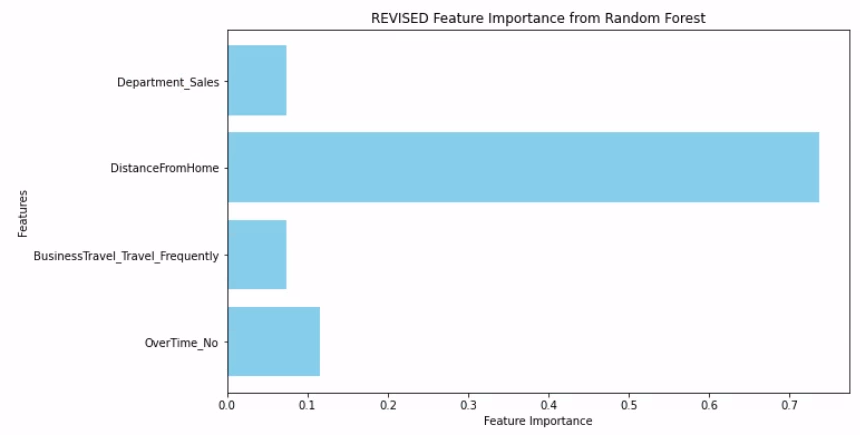 REVISED Feature Importance from Random Forest
Department_Sales
DistanceFromHome
Features
BusinessTravel_Travel_Frequently
OverTime_No
0.0 0.1 0.2 0.3 0.4 0.5 0.6 0.7
Feature Importance